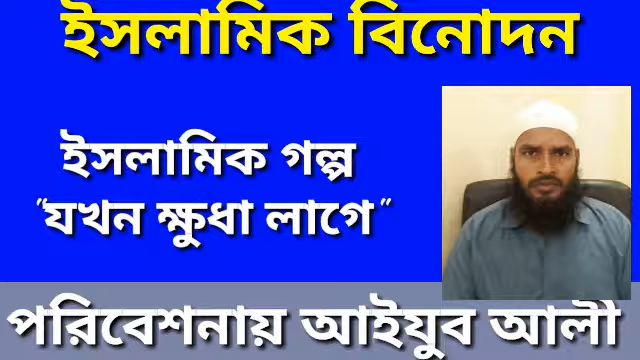 ইসলামিক বিনোদন
ইসলামিক গল্প
"যখন ক্ষুধা লাগে"
পরিবেশনায় আইযুব আলী